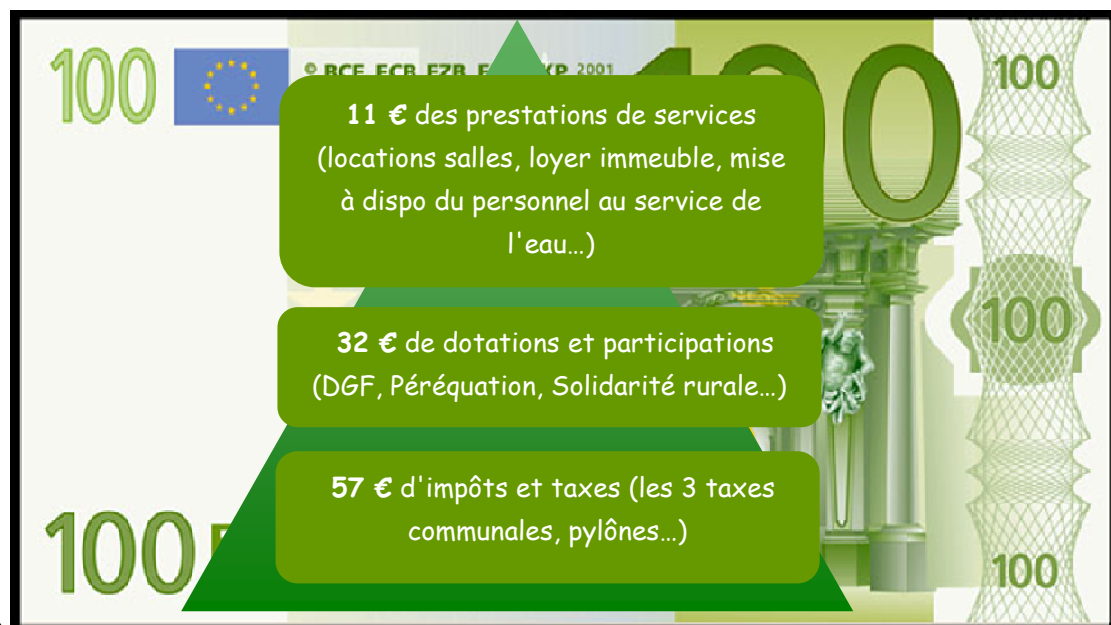 100
© BCE ECB EZB 2001
100
11 € des prestations de services
(locations salles, loyer immeuble, mise
à dispo du personnel au service de
l'eau…)
100
32 € de dotations et participations
(DGF, Péréquation, Solidarité rurale…)
57 € d'impôts et taxes (les 3 taxes
communales, pylônes…)
100
100